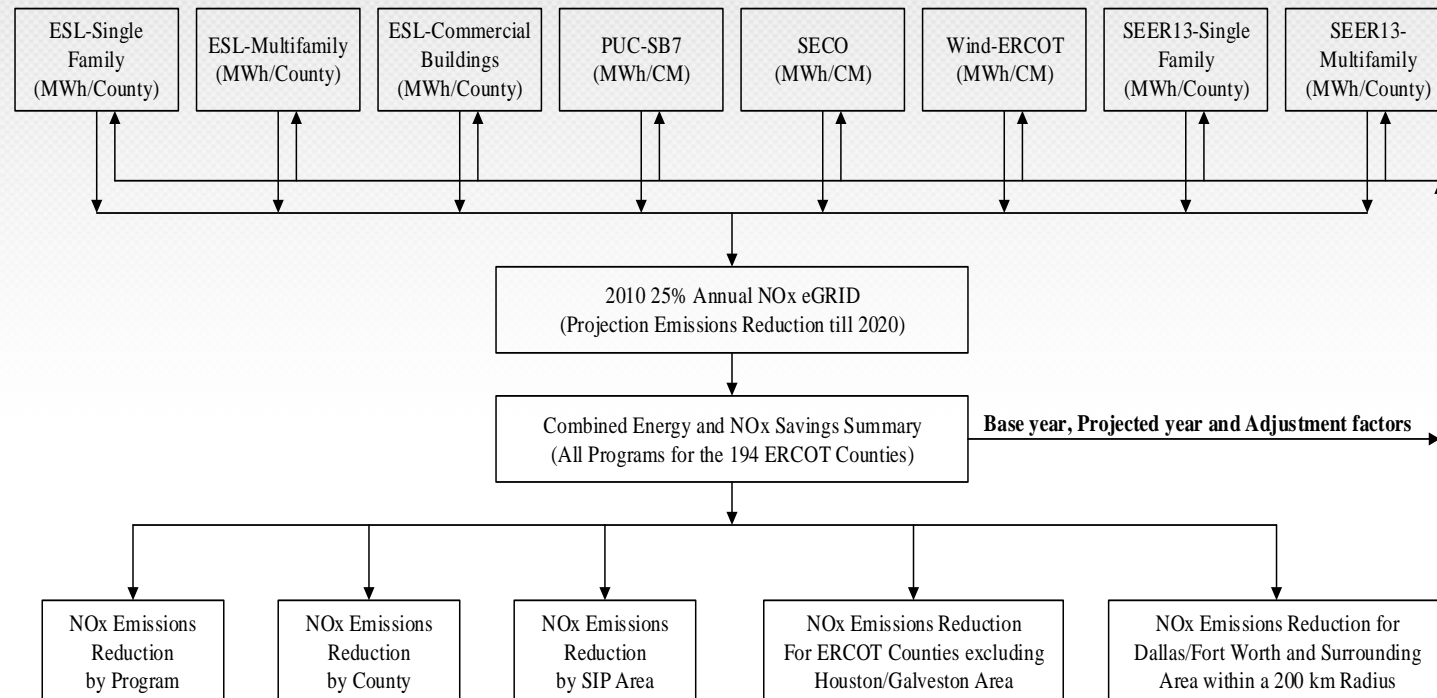 ESL-Single
Family
(MWh/County)
ESL-Multifamily
(MWh/County)
ESL-Commercial
Buildings
(MWh/County)
PUC-SB7
(MWh/CM)
SECO
(MWh/CM)
Wind-ERCOT
(MWh/CM)
SEER13-Single
Family
(MWh/County)
SEER13-
Multifamily
(MWh/County)
2010 25% Annual NOx eGRID
(Projection Emissions Reduction till 2020)
Combined Energy and NOx Savings Summary
(All Programs for the 194 ERCOT Counties)
Base year, Projected year and Adjustment factors
NOx Emissions
Reduction
by Program
NOx Emissions
Reduction
by County
NOx Emissions
Reduction
by SIP Area
NOx Emissions Reduction
For ERCOT Counties excluding
Houston/Galveston Area
NOx Emissions Reduction for
Dallas/Fort Worth and Surrounding
Area within a 200 km Radius